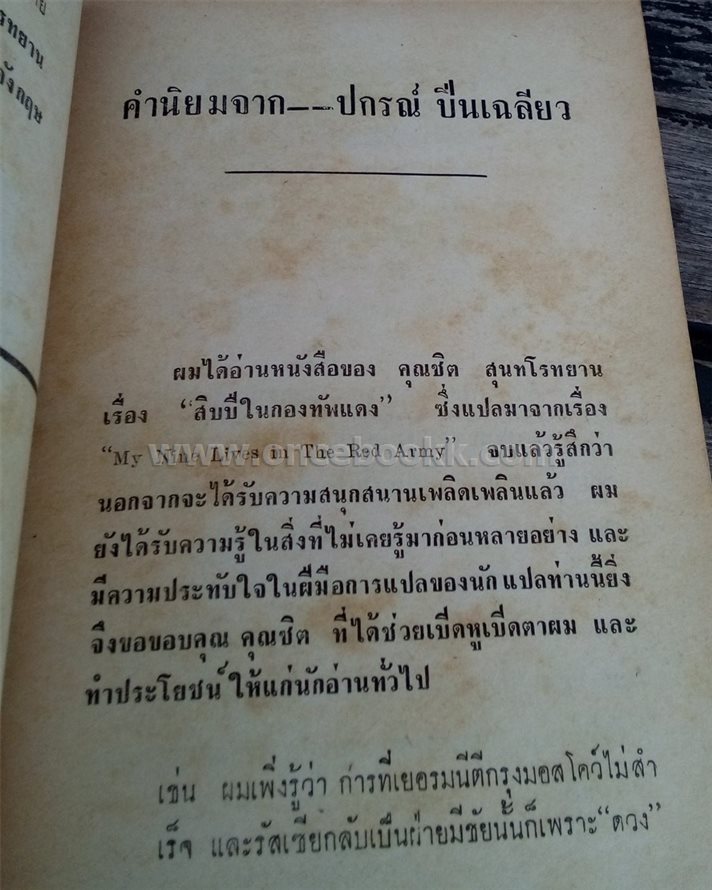 ย
รทยาน
อังกฤษ
คำนิยมจาก--ปกรณ์ ปิ่นเฉลียว
ผมได้อ่านหนังสือของ คุณชิต สุนทโรทยาน
เรื่อง "สิบปีในกองทัพแดง" ซึ่งแปลมาจากเรื่อง
"My Nine Lives in The Red Army" จบแล้วรู้สึกว่า
นอกจากจะได้รับความสนุกสนานเพลิดเพลินแล้ว ผม
ยังได้รับความรู้ในสิ่งที่ไม่เคยรู้มาก่อนหลายอย่าง และ
มีความประทับใจในฝีมือการแปลของนักแปลท่านนี้ยิ่ง
จึงขอขอบคุณ คุณชิต ที่ได้ช่วยเปิดหูเปิดตาผม และ
ทำประโยชน์ให้แก่นักอ่านทั่วไป
เช่น ผมเพิ่งรู้ว่า การที่เยอรมนีตีกรุงมอสโคว์ไม่สำ
เร็จ และรัสเซียกลับเป็นฝ่ายมีชัยนั้นก็เพราะ"ดวง"